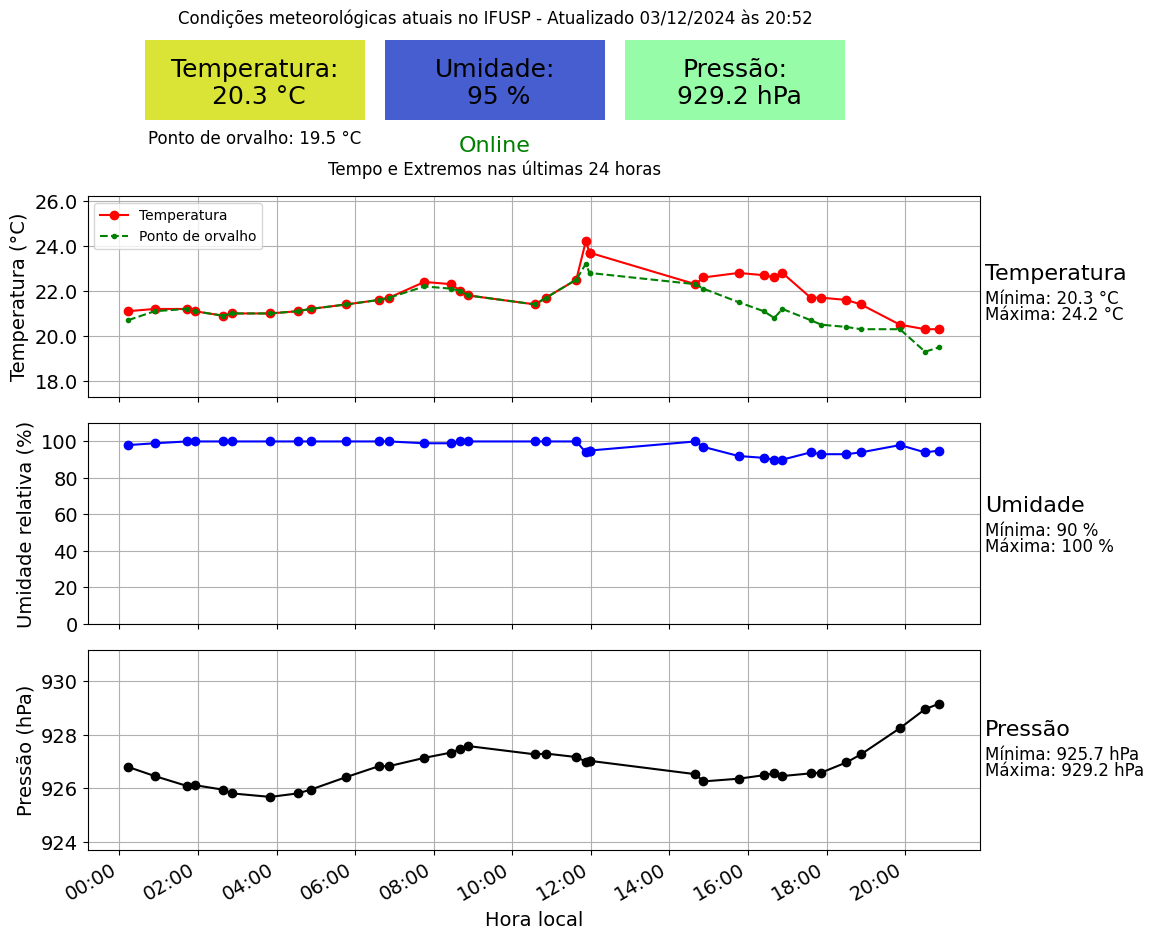 Condições meteorológicas atuais no IFUSP - Atualizado 03/12/2024 às 20:52
Temperatura:
20.3 °C
Umidade:
95 %
Pressão:
929.2 hPa
Ponto de orvalho: 19.5 °C
Online
Tempo e Extremos nas últimas 24 horas
Temperatura (°C)
26.0
24.0
22.0
20.0
18.0
Temperatura
Ponto de orvalho
Temperatura
Mínima: 20.3 °C
Máxima: 24.2 °C
Umidade relativa (%)
100
80
60
40
20
0
Umidade
Mínima: 90 %
Máxima: 100 %
Pressão (hPa)
930
928
926
924
Pressão
Mínima: 925.7 hPa
Máxima: 929.2 hPa
00:00
02:00
04:00
06:00
08:00
10:00
12:00
14:00
16:00
18:00
20:00
Hora local